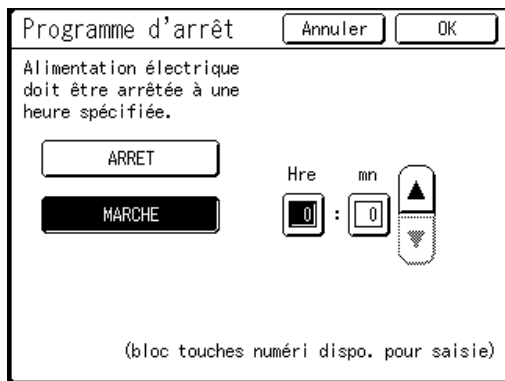 Programme d'arrêt
Annuler
OK
Alimentation électrique
doit être arrêtée à une
heure spécifiée.
ARRET
MARCHE
Hre mn
0 : 0
(bloc touches numéri dispo. pour saisie)